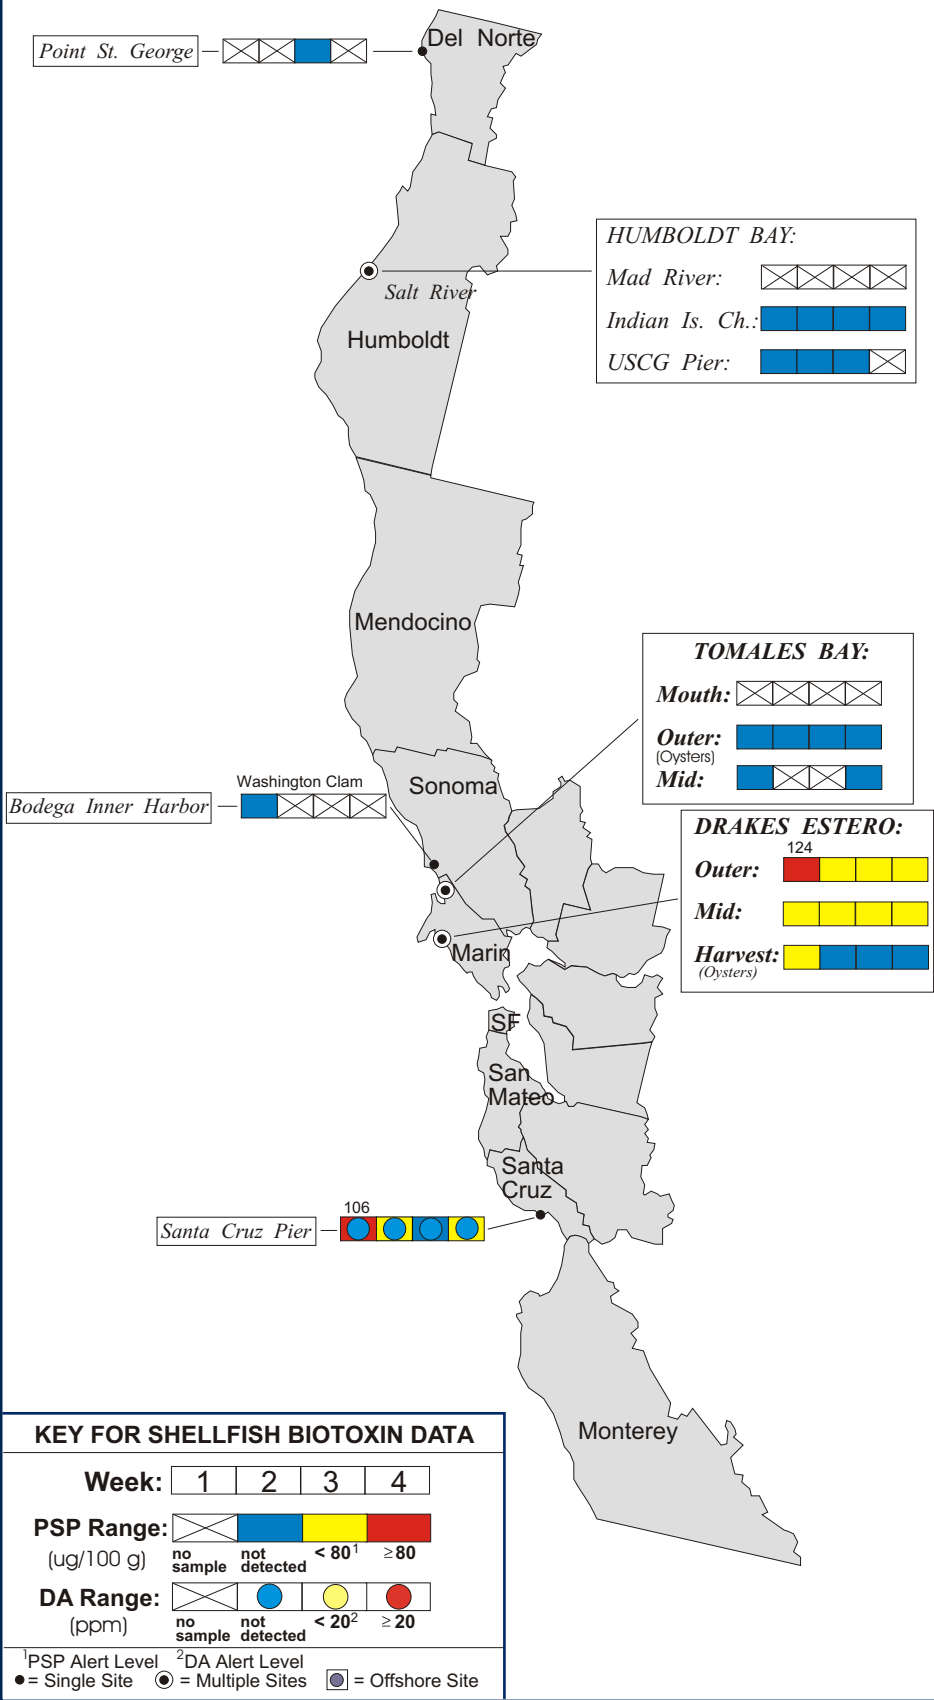 Del Norte
Point St. George
HUMBOLDT BAY:
Mad River:
Indian Is. Ch.:
USCG Pier:
Salt River
Humboldt
Mendocino
TOMALES BAY:
Mouth:
Outer:
(Oysters)
Mid:
Washington Clam
Bodega Inner Harbor
Sonoma
DRAKES ESTERO:
124
Outer:
Mid:
Harvest:
(Oysters)
Marin
SF
San
Mateo
Santa
Cruz
106
Santa Cruz Pier
Monterey
KEY FOR SHELLFISH BIOTOXIN DATA
Week: 1 2 3 4
PSP Range:
(ug/100 g)
no sample not detected < 80¹ ≥ 80
DA Range:
(ppm)
no sample not detected < 20² ≥ 20
¹PSP Alert Level ²DA Alert Level
= Single Site = Multiple Sites = Offshore Site